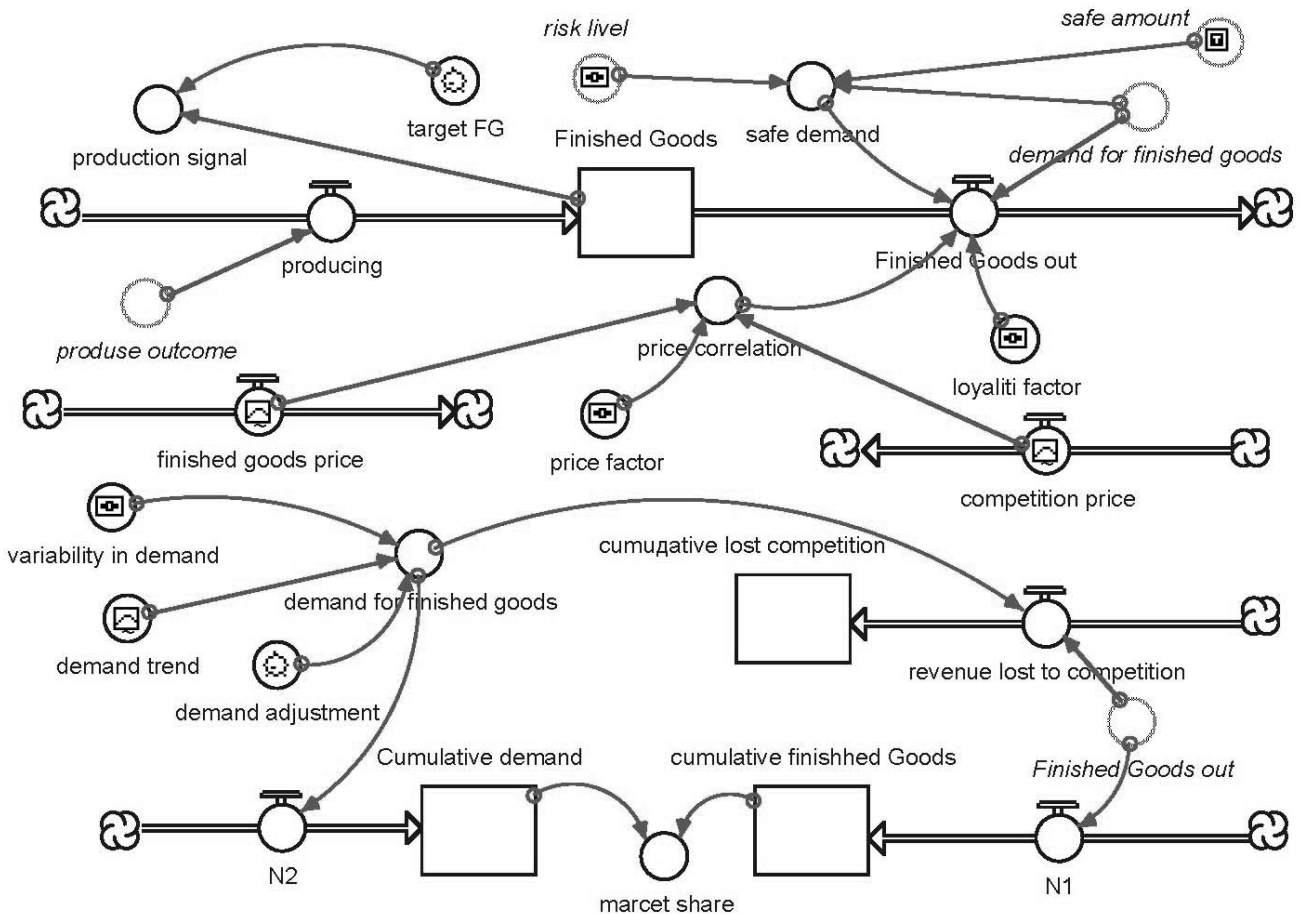 risk livel
safe amount
target FG
Finished Goods
safe demand
production signal
demand for finished goods
producing
Finished Goods out
produse outcome
price correlation
loyaliti factor
finished goods price
price factor
competition price
variability in demand
cumuдative lost competition
demand for finished goods
demand trend
revenue lost to competition
demand adjustment
Cumulative demand
cumulative finishhed Goods
Finished Goods out
N2
marcet share
N1